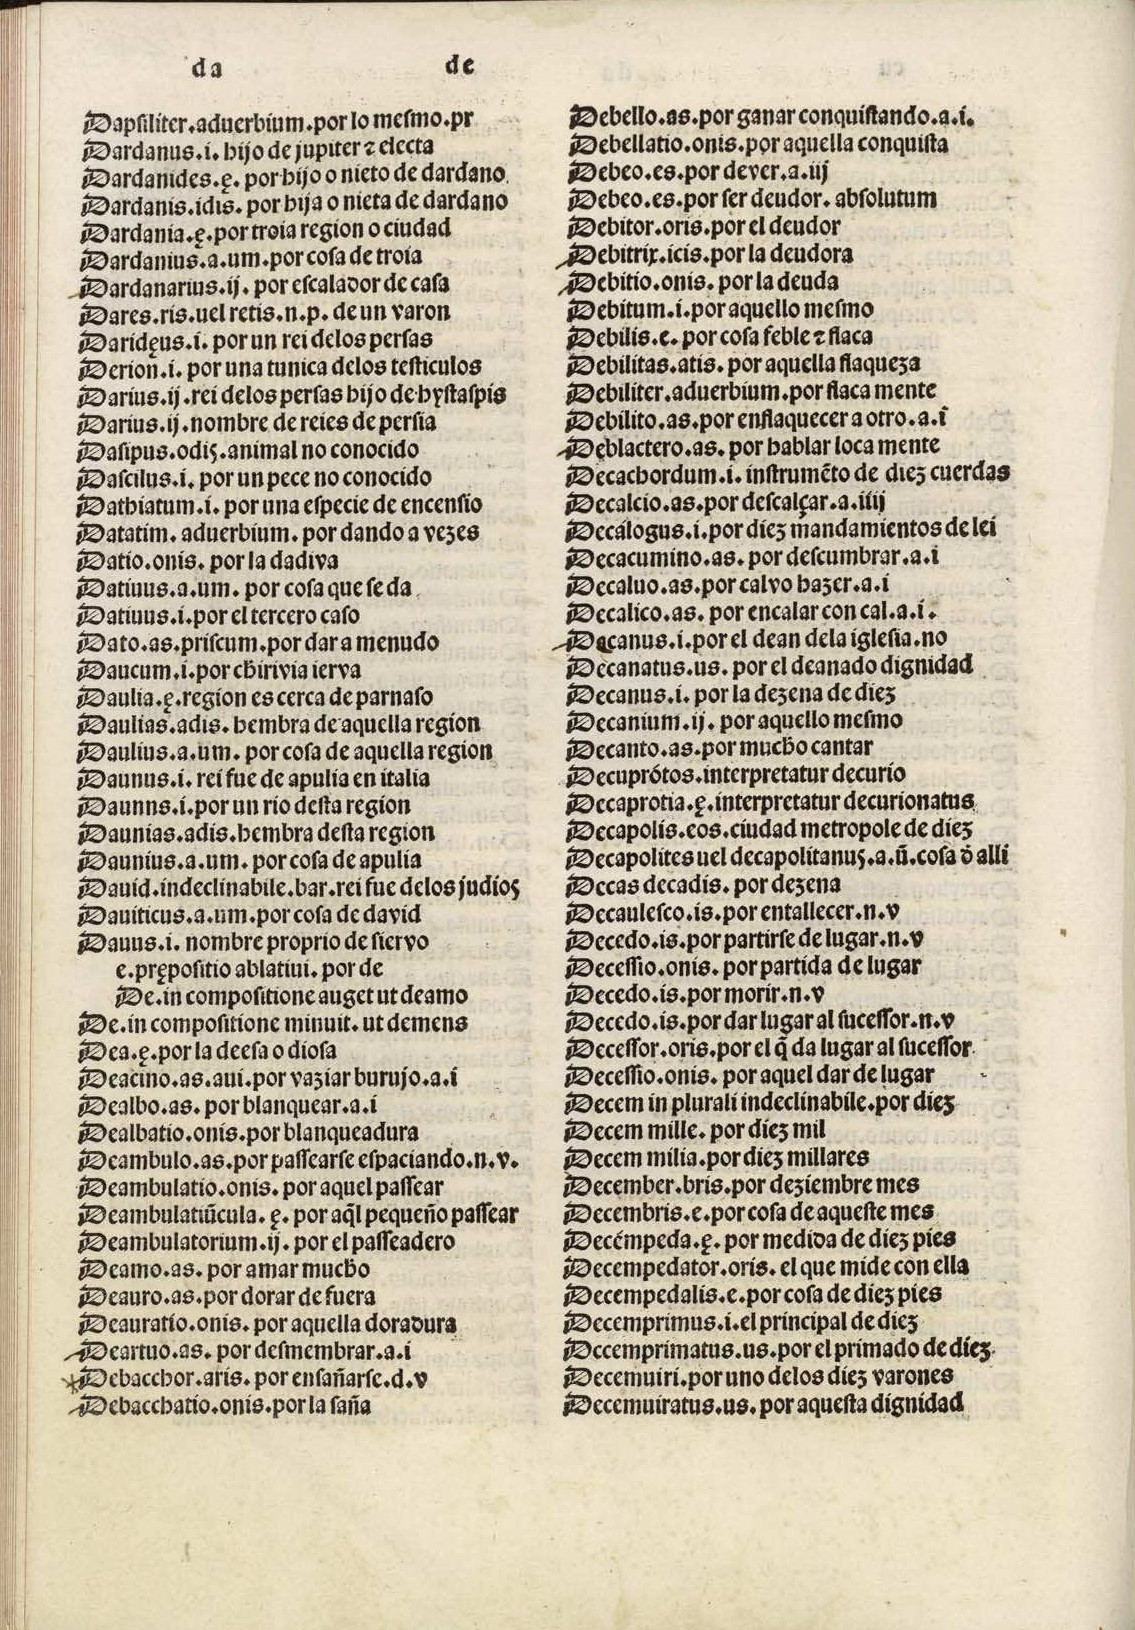 da
de
Dapsiliter.aduerbium.por lo mesmo.pr
Dardanus.i. hijo de jupiter ⁊ electa
Dardanides.ę. por hijo o nieto de dardano
Dardanis.idis. por hija o nieta de dardano
Dardania.ę.por troia region o ciudad
Dardanius.a.um.por cosa de troia
Dardanarius.ij. por escalador de casa
Dares.ris.uel retis.n.p. de un varon
Daridęus.i. por un rei delos persas
Derion.i. por una tunica delos testiculos
Darius.ij.rei delos persas hijo de hystaspis
Darius.ij.nombre de reies de persia
Dasipus.odis.animal no conocido
Dascilus.i. por un pece no conocido
Dathiatum.i. por una especie de encensio
Datatim. aduerbium. por dando a vezes
Datio.onis. por la dadiva
Datiuus.a.um. por cosa que se da
Datiuus.i.por el tercero caso
Dato.as.priscum.por dar a menudo
Daucum.i.por chirivia ierva
Daulia.ę.region es cerca de parnaso
Daulias.adis. hembra de aquella region
Daulius.a.um. por cosa de aquella region
Daunus.i. rei fue de apulia en italia
Daunns.i.por un rio desta region
Daunias.adis.hembra desta region
Daunius.a.um. por cosa de apulia
Dauid.indeclinabile.bar.rei fue delos judios
Dauiticus.a.um.por cosa de david
Dauus.i. nombre proprio de siervo
e.prępositio ablatiui. por de
De.in compositione auget ut deamo
De.in compositione minuit. ut demens
Dea.ę.por la deesa o diosa
Deacino.as.aui.por vaziar burujo.a.i
Dealbo.as. por blanquear.a.i
Dealbatio.onis.por blanqueadura
Deambulo.as.por passearse espaciando.n.v.
Deambulatio.onis. por aquel passear
Deambulatiũcula. ę. por aq̃l pequeño passear
Deambulatorium.ij. por el passeadero
Deamo.as. por amar mucho
Deauro.as.por dorar de fuera
Deauratio.onis. por aquella doradura
Deartuo.as. por desmembrar.a.i
Debacchor.aris. por ensañarse.d.v
Debacchatio.onis.por la saña
Debello.as.por ganar conquistando.a.i.
Debellatio.onis.por aquella conquista
Debeo.es.por dever.a.iij
Debeo.es.por ser deudor. absolutum
Debitor.oris.por el deudor
Debitrix.icis.por la deudora
Debitio.onis. por la deuda
Debitum.i.por aquello mesmo
Debilis.e. por cosa feble ⁊ flaca
Debilitas.atis. por aquella flaqueza
Debiliter.aduerbium.por flaca mente
Debilito.as.por enflaquecer a otro.a.i
Dęblactero.as. por hablar loca mente
Decachordum.i. instrumẽto de diez cuerdas
Decalcio.as.por descalçar.a.iiij
Decálogus.i.por diez mandamientos de lei
Decacumino.as. por descumbrar.a.i
Decaluo.as.por calvo hazer.a.i
Decalico.as. por encalar con cal.a.i.
Decanus.i.por el dean dela iglesia.no
Decanatus.us. por el deanado dignidad
Decanus.i. por la dezena de diez
Decanium.ij. por aquello mesmo
Decanto.as.por mucho cantar
Decuprótos.interpretatur decurio
Decaprotia.ę.interpretatur decurionatus
Decapolis.eos.ciudad metropole de diez
Decapolites uel decapolitanus.a.ũ.cosa õ alli
Decas decadis. por dezena
Decaulesco.is.por entallecer.n.v
Decedo.is.por partirse de lugar.n.v
Decessio.onis. por partida de lugar
Decedo.is.por morir.n.v
Decedo.is.por dar lugar al sucessor.n.v
Decessor.oris.por el q̃ da lugar al sucessor
Decessio.onis. por aquel dar de lugar
Decem in plurali indeclinabile.por diez
Decem mille. por diez mil
Decem milia.por diez millares
December.bris.por deziembre mes
Decembris.e.por cosa de aqueste mes
Decémpeda.ę. por medida de diez pies
Decempedator.oris. el que mide con ella
Decempedalis.e.por cosa de diez pies
Decemprimus.i.el principal de diez
Decemprimatus.us.por el primado de diez
Decemuiri.por uno delos diez varones
Decemuiratus.us. por aquesta dignidad